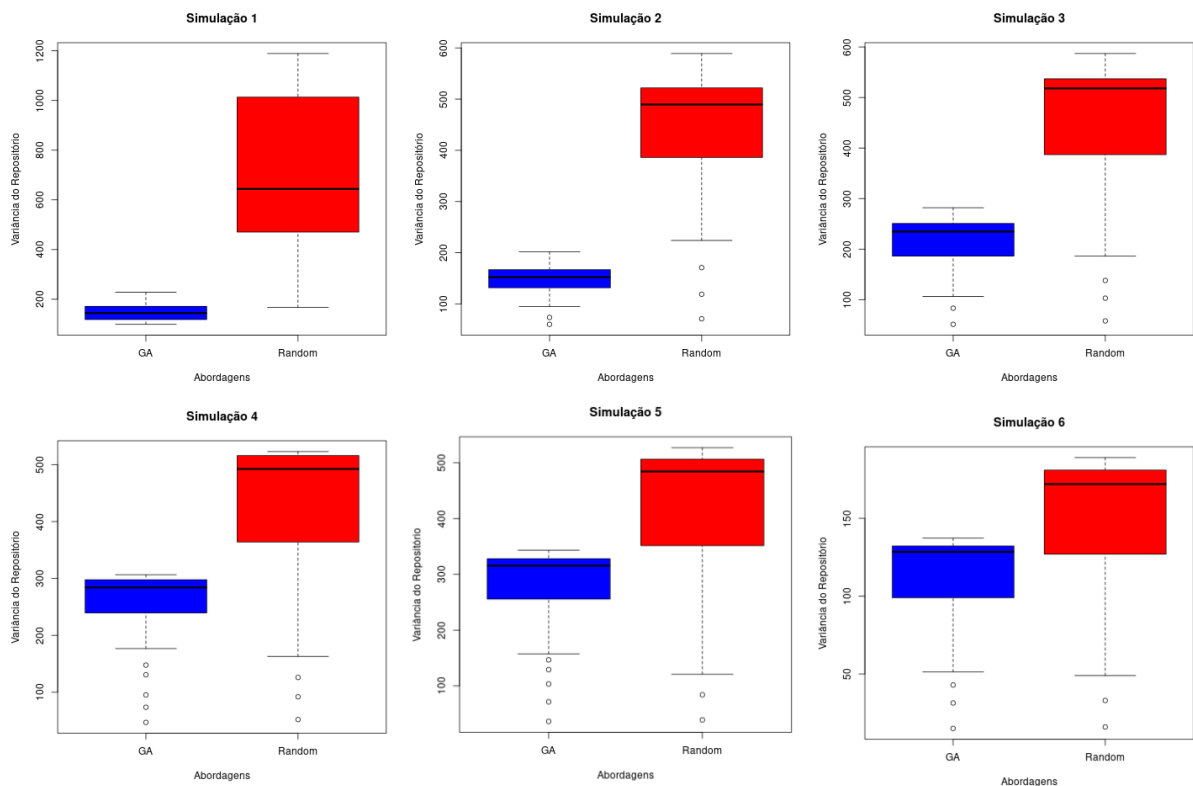 Simulação 1
Variância do Repositório
1200
1000
800
600
400
200
GA
Random
Abordagens
Simulação 2
Variância do Repositório
600
500
400
300
200
100
GA
Random
Abordagens
Simulação 3
Variância do Repositório
600
500
400
300
200
100
GA
Random
Abordagens
Simulação 4
Variância do Repositório
500
400
300
200
100
GA
Random
Abordagens
Simulação 5
Variância do Repositório
500
400
300
200
100
GA
Random
Abordagens
Simulação 6
Variância do Repositório
150
100
50
GA
Random
Abordagens